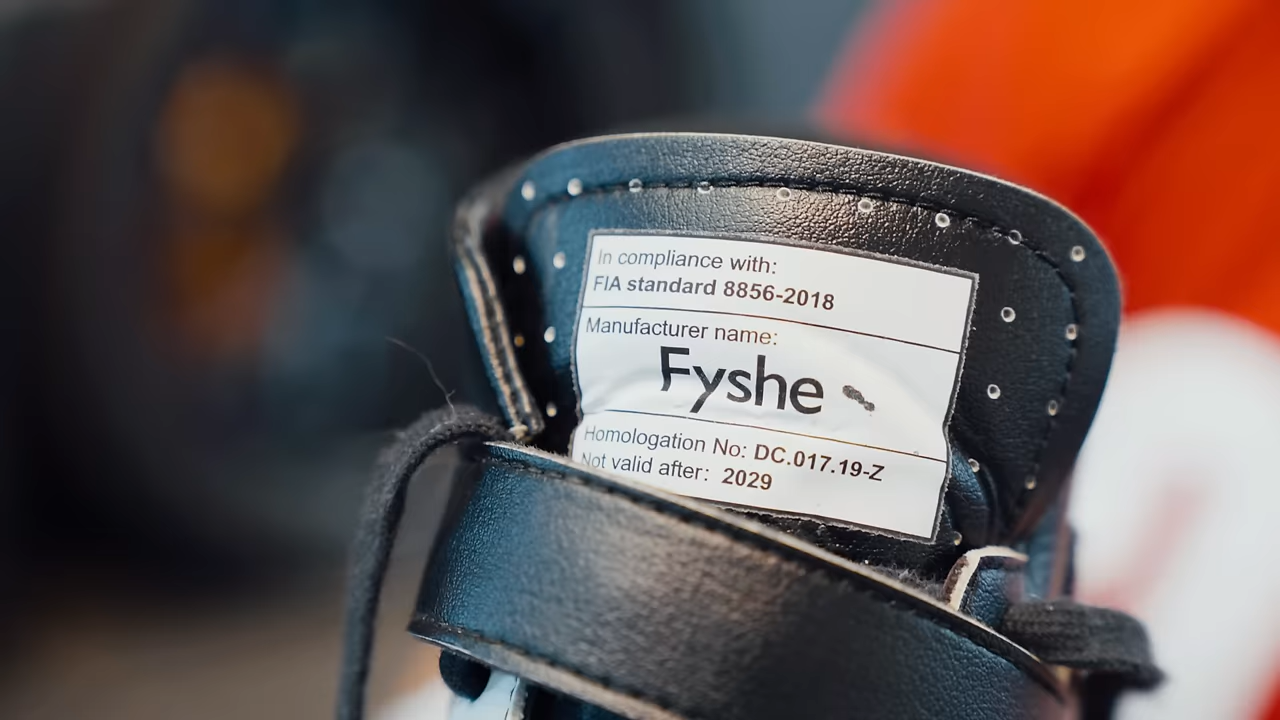 In compliance with:
FIA standard 8856-2018
Manufacturer name:
Fyshe
Homologation No: DC.017.19-Z
Not valid after: 2029